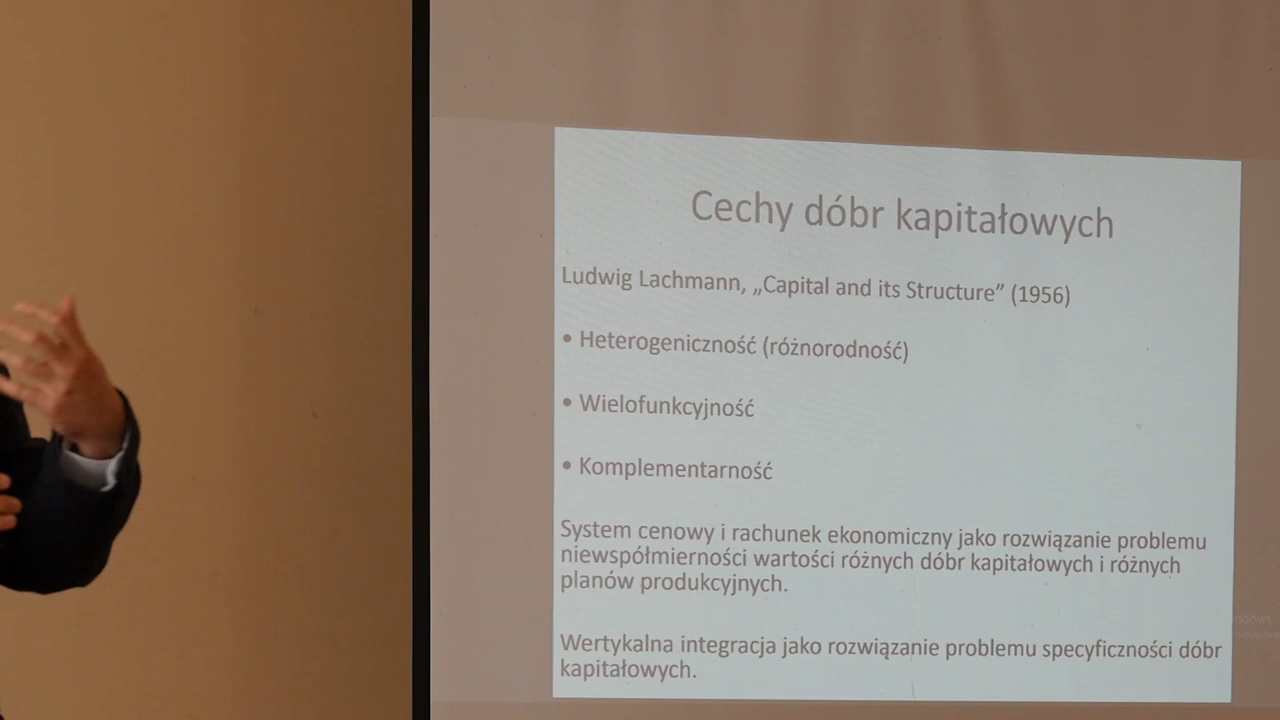 Cechy dóbr kapitałowych
Ludwig Lachmann, „Capital and its Structure” (1956)
• Heterogeniczność (różnorodność)
• Wielofunkcyjność
• Komplementarność
System cenowy i rachunek ekonomiczny jako rozwiązanie problemu
niewspółmierności wartości różnych dóbr kapitałowych i różnych
planów produkcyjnych.
Wertykalna integracja jako rozwiązanie problemu specyficzności dóbr
kapitałowych.